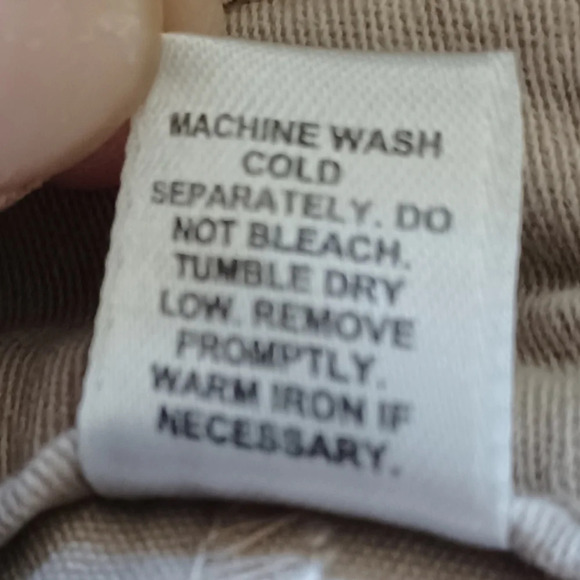 MACHINE WASH
COLD
SEPARATELY. DO
NOT BLEACH.
TUMBLE DRY
LOW. REMOVE
PROMPTLY.
WARM IRON IF
NECESSARY.